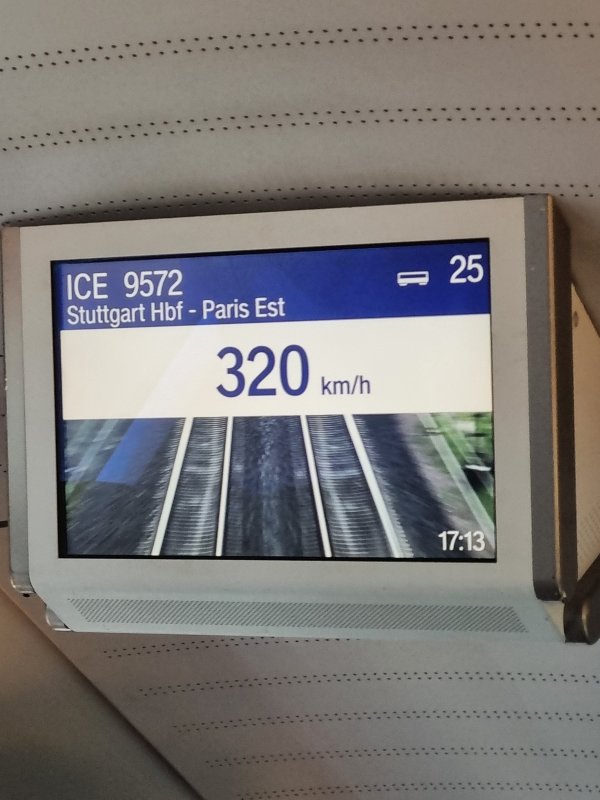 ICE 9572
25
Stuttgart Hbf - Paris Est
320 km/h
17:13